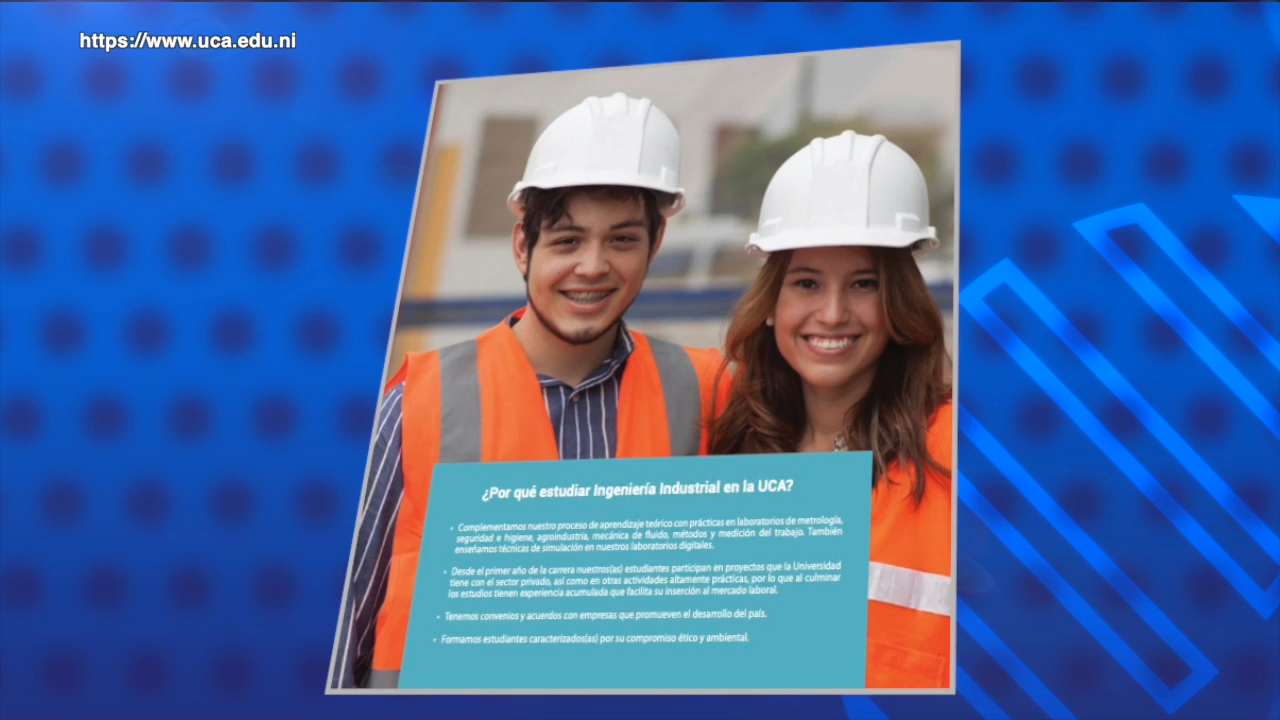 https://www.uca.edu.ni
¿Por qué estudiar Ingeniería Industrial en la UCA?
• Complementamos nuestro proceso de aprendizaje teórico con prácticas en laboratorios de metrología,
seguridad e higiene, agroindustria, mecánica de fluido, métodos y medición del trabajo. También
enseñamos técnicas de simulación en nuestros laboratorios digitales.
• Desde el primer año de la carrera nuestros(as) estudiantes participan en proyectos que la Universidad
tiene con el sector privado, así como en otras actividades altamente prácticas, por lo que al culminar
los estudios tienen experiencia acumulada que facilita su inserción al mercado laboral.
• Tenemos convenios y acuerdos con empresas que promueven el desarrollo del país.
• Formamos estudiantes caracterizados(as) por su compromiso ético y ambiental.